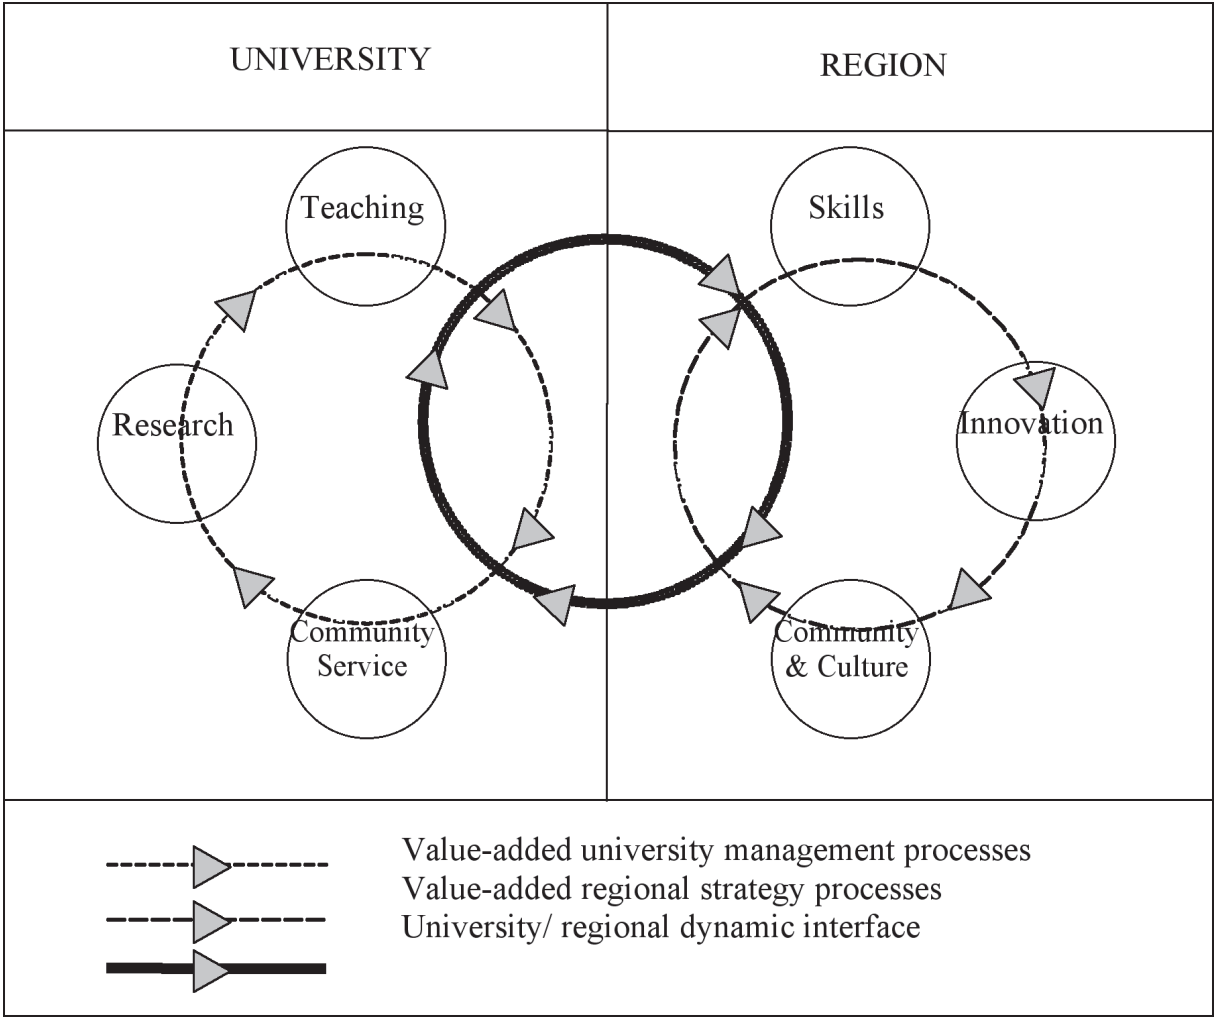 UNIVERSITY
REGION
Teaching
Skills
Research
Innovation
Community
Service
Community
& Culture
Value-added university management processes
Value-added regional strategy processes
University/ regional dynamic interface